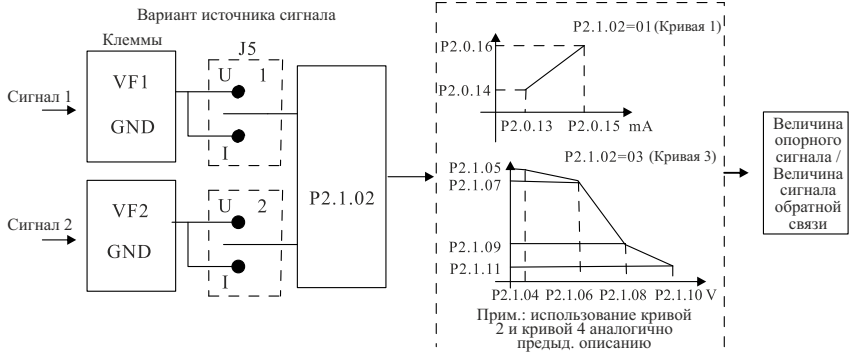 Вариант источника сигнала
Клеммы
J5
Сигнал 1
VF1
GND
U 1
I
Сигнал 2
VF2
GND
U 2
I
P2.1.02
P2.1.02=01(Кривая 1)
P2.0.16
P2.0.14
P2.0.13 P2.0.15 mA
P2.1.02=03 (Кривая 3)
P2.1.05
P2.1.07
P2.1.09
P2.1.11
P2.1.04 P2.1.06 P2.1.08 P2.1.10 V
Прим.: использование кривой
2 и кривой 4 аналогично
предыд. описанию
Величина
опорного
сигнала /
Величина
сигнала
обратной
связи